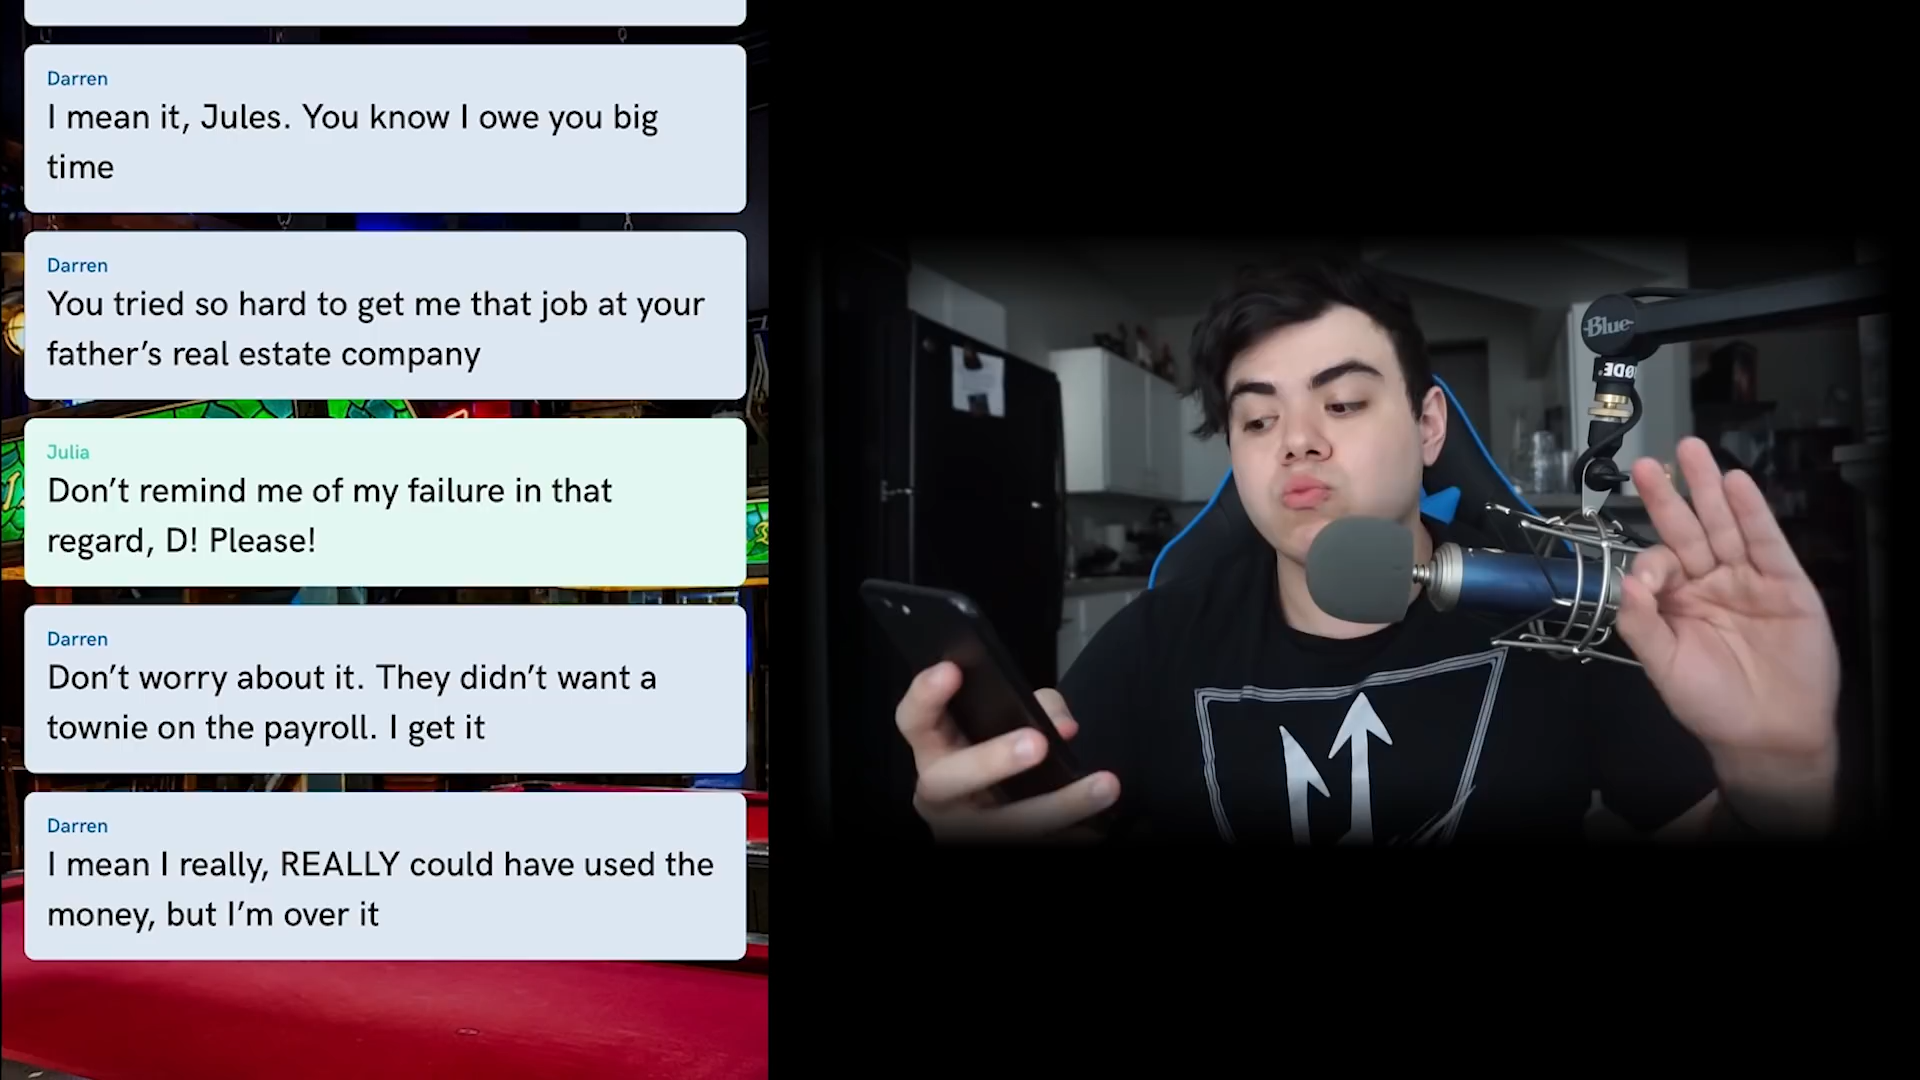 Darren
I mean it, Jules. You know I owe you big
time
Darren
You tried so hard to get me that job at your
father’s real estate company
Julia
Don’t remind me of my failure in that
regard, D! Please!
Darren
Don’t worry about it. They didn’t want a
townie on the payroll. I get it
Darren
I mean I really, REALLY could have used the
money, but I’m over it
Blue
RØDE